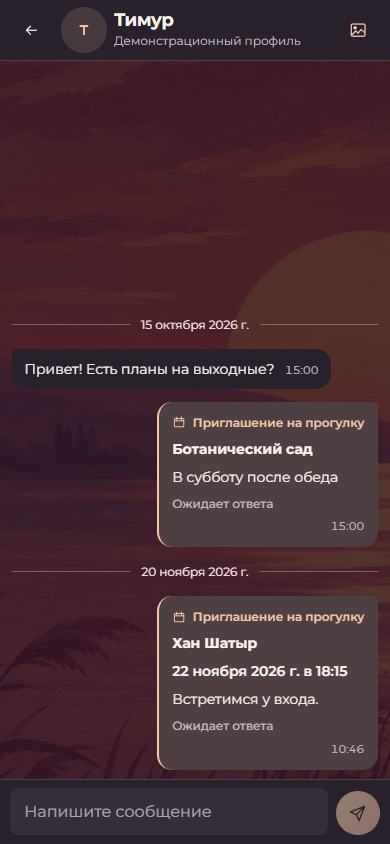 Т
Тимур
Демонстрационный профиль
15 октября 2026 г.
Привет! Есть планы на выходные? 15:00
Приглашение на прогулку
Ботанический сад
В субботу после обеда
Ожидает ответа
15:00
20 ноября 2026 г.
Приглашение на прогулку
Хан Шатыр
22 ноября 2026 г. в 18:15
Встретимся у входа.
Ожидает ответа
10:46
Напишите сообщение